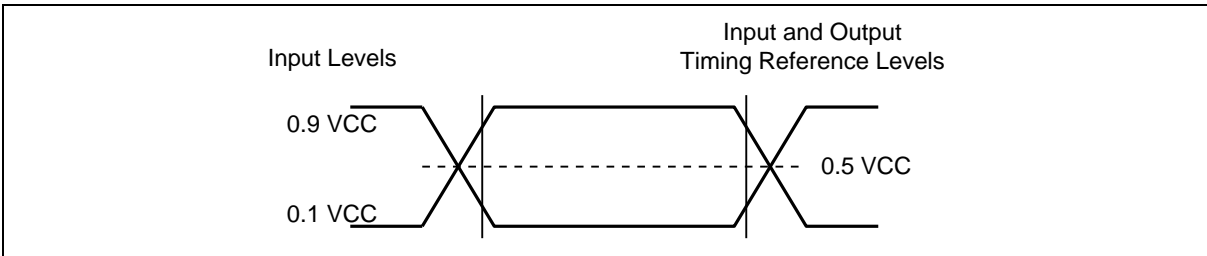 Input Levels
Input and Output
Timing Reference Levels
0.9 VCC
0.5 VCC
0.1 VCC